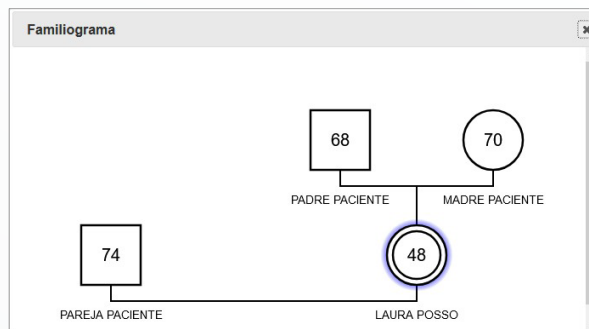 Familiograma
68
70
PADRE PACIENTE
MADRE PACIENTE
74
48
PAREJA PACIENTE
LAURA POSSO